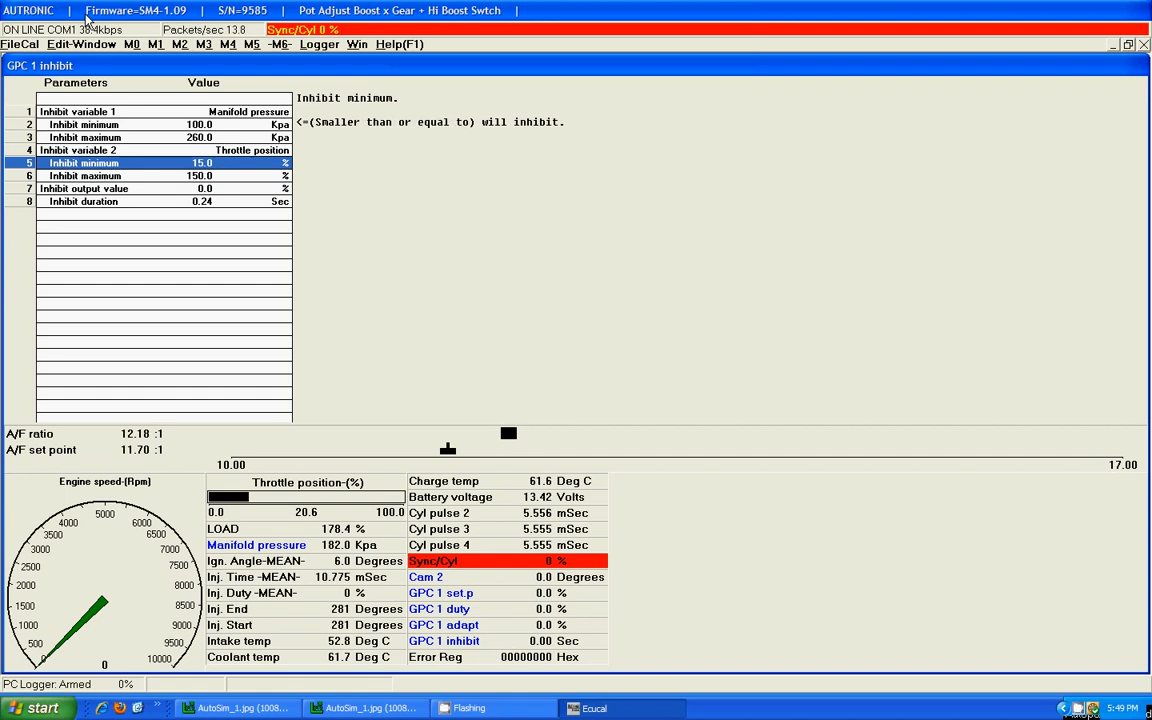 AUTRONIC | Firmware=SM4-1.09 | S/N=9585 | Pot Adjust Boost x Gear + Hi Boost Swtch |
ON LINE COM1 38.4kbps Packets/sec 13.8 Sync/Cyl 0 %
FileCal Edit-Window M0 M1 M2 M3 M4 M5 -M6- Logger Win Help(F1)
GPC 1 inhibit
Parameters Value
Inhibit minimum.
1 Inhibit variable 1 Manifold pressure
2 Inhibit minimum 100.0 Kpa <=(Smaller than or equal to) will inhibit.
3 Inhibit maximum 260.0 Kpa
4 Inhibit variable 2 Throttle position
5 Inhibit minimum 15.0 %
6 Inhibit maximum 150.0 %
7 Inhibit output value 0.0 %
8 Inhibit duration 0.24 Sec
A/F ratio 12.18 :1
A/F set point 11.70 :1
10.00 17.00
Engine speed-(Rpm)
0 500 1000 1500 2000 2500 3000 3500 4000 4500 5000 5500 6000 6500 7000 7500 8000 8500 9000 9500 10000
0
Throttle position-(%)
0.0 20.6 100.0
LOAD 178.4 %
Manifold pressure 182.0 Kpa
Ign. Angle-MEAN- 6.0 Degrees
Inj. Time -MEAN- 10.775 mSec
Inj. Duty -MEAN- 0 %
Inj. End 281 Degrees
Inj. Start 281 Degrees
Intake temp 52.8 Deg C
Coolant temp 61.7 Deg C
Charge temp 61.6 Deg C
Battery voltage 13.42 Volts
Cyl pulse 2 5.556 mSec
Cyl pulse 3 5.555 mSec
Cyl pulse 4 5.555 mSec
Sync/Cyl 0 %
Cam 2 0.0 Degrees
GPC 1 set.p 0.0 %
GPC 1 duty 0.0 %
GPC 1 adapt 0.0 %
GPC 1 inhibit 0.00 Sec
Error Reg 00000000 Hex
PC Logger: Armed 0%
start AutoSim_1.jpg (1008... AutoSim_1.jpg (1008... Flashing Ecucal 5:49 PM